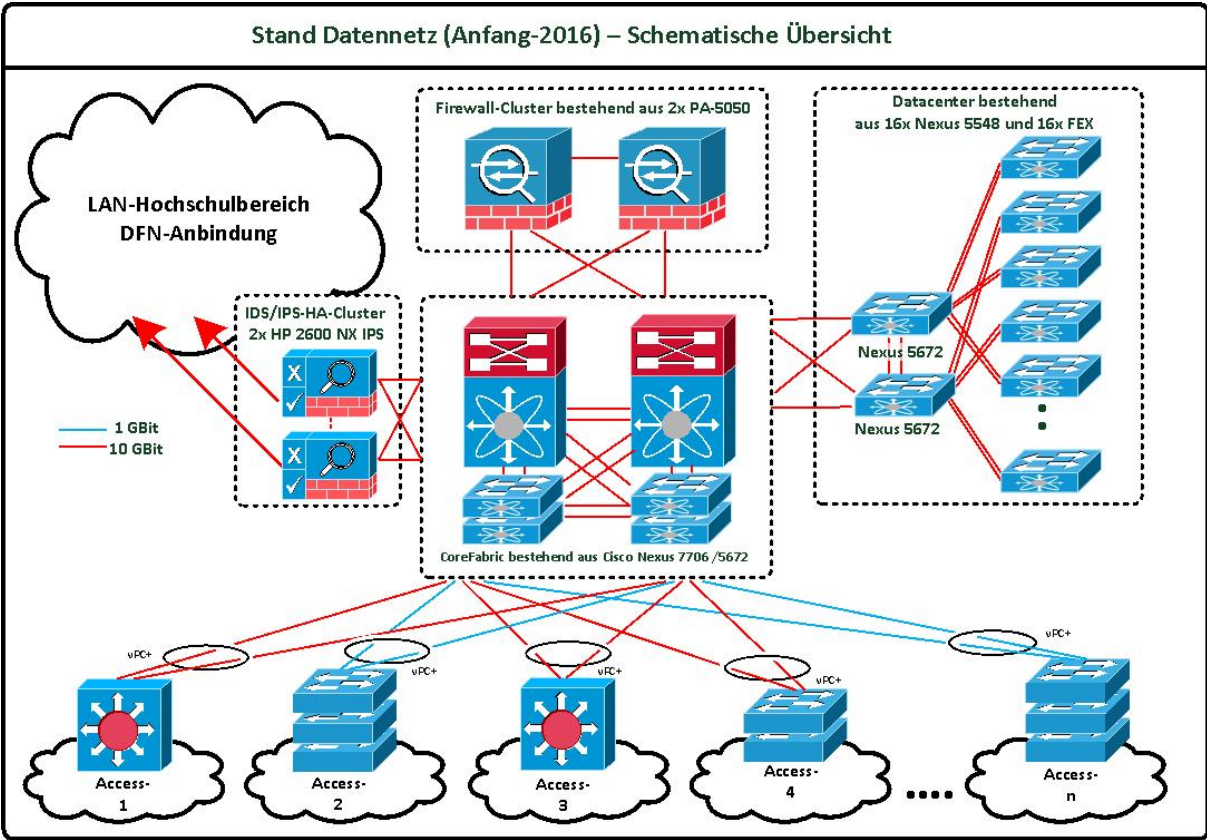 Stand Datennetz (Anfang-2016) – Schematische Übersicht
Firewall-Cluster bestehend aus 2x PA-5050
Datacenter bestehend
aus 16x Nexus 5548 und 16x FEX
LAN-Hochschulbereich
DFN-Anbindung
IDS/IPS-HA-Cluster
2x HP 2600 NX IPS
X
X
Nexus 5672
Nexus 5672
1 GBit
10 GBit
CoreFabric bestehend aus Cisco Nexus 7706 /5672
vPC+
vPC+
vPC+
vPC+
vPC+
Access-
1
Access-
2
Access-
3
Access-
4
Access-
n